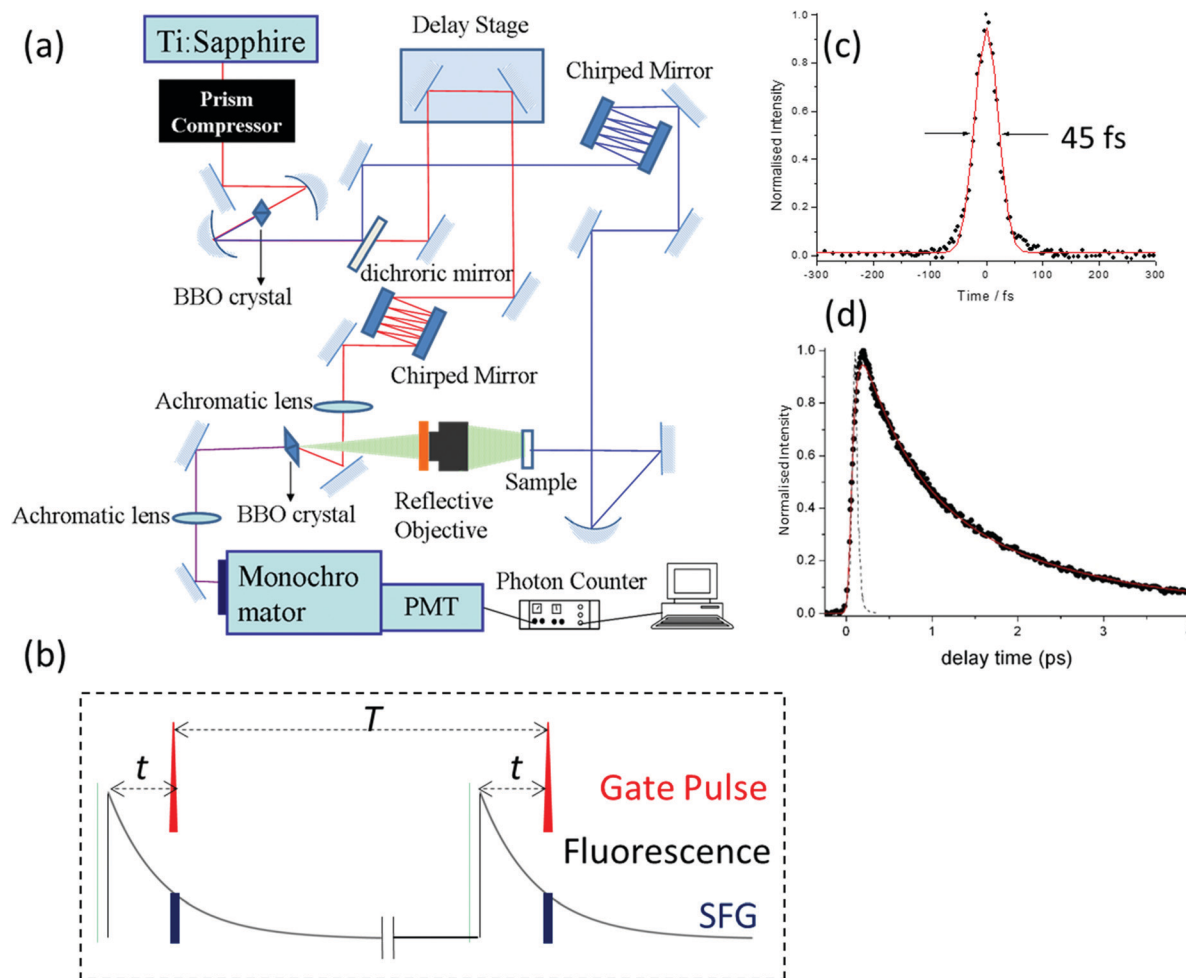 (a)
Ti:Sapphire
Prism
Compressor
Delay Stage
Chirped Mirror
dichroric mirror
BBO crystal
Chirped Mirror
Achromatic lens
Sample
Reflective
Objective
BBO crystal
Achromatic lens
Monochro
mator
PMT
Photon Counter
(b)
T
t
t
Gate Pulse
Fluorescence
SFG
(c)
Normalised Intensity
1.0
0.8
0.6
0.4
0.2
0.0
45 fs
-300 -200 -100 0 100 200 300
Time / fs
(d)
Normalised Intensity
1.0
0.8
0.6
0.4
0.2
0.0
0 1 2 3
delay time (ps)